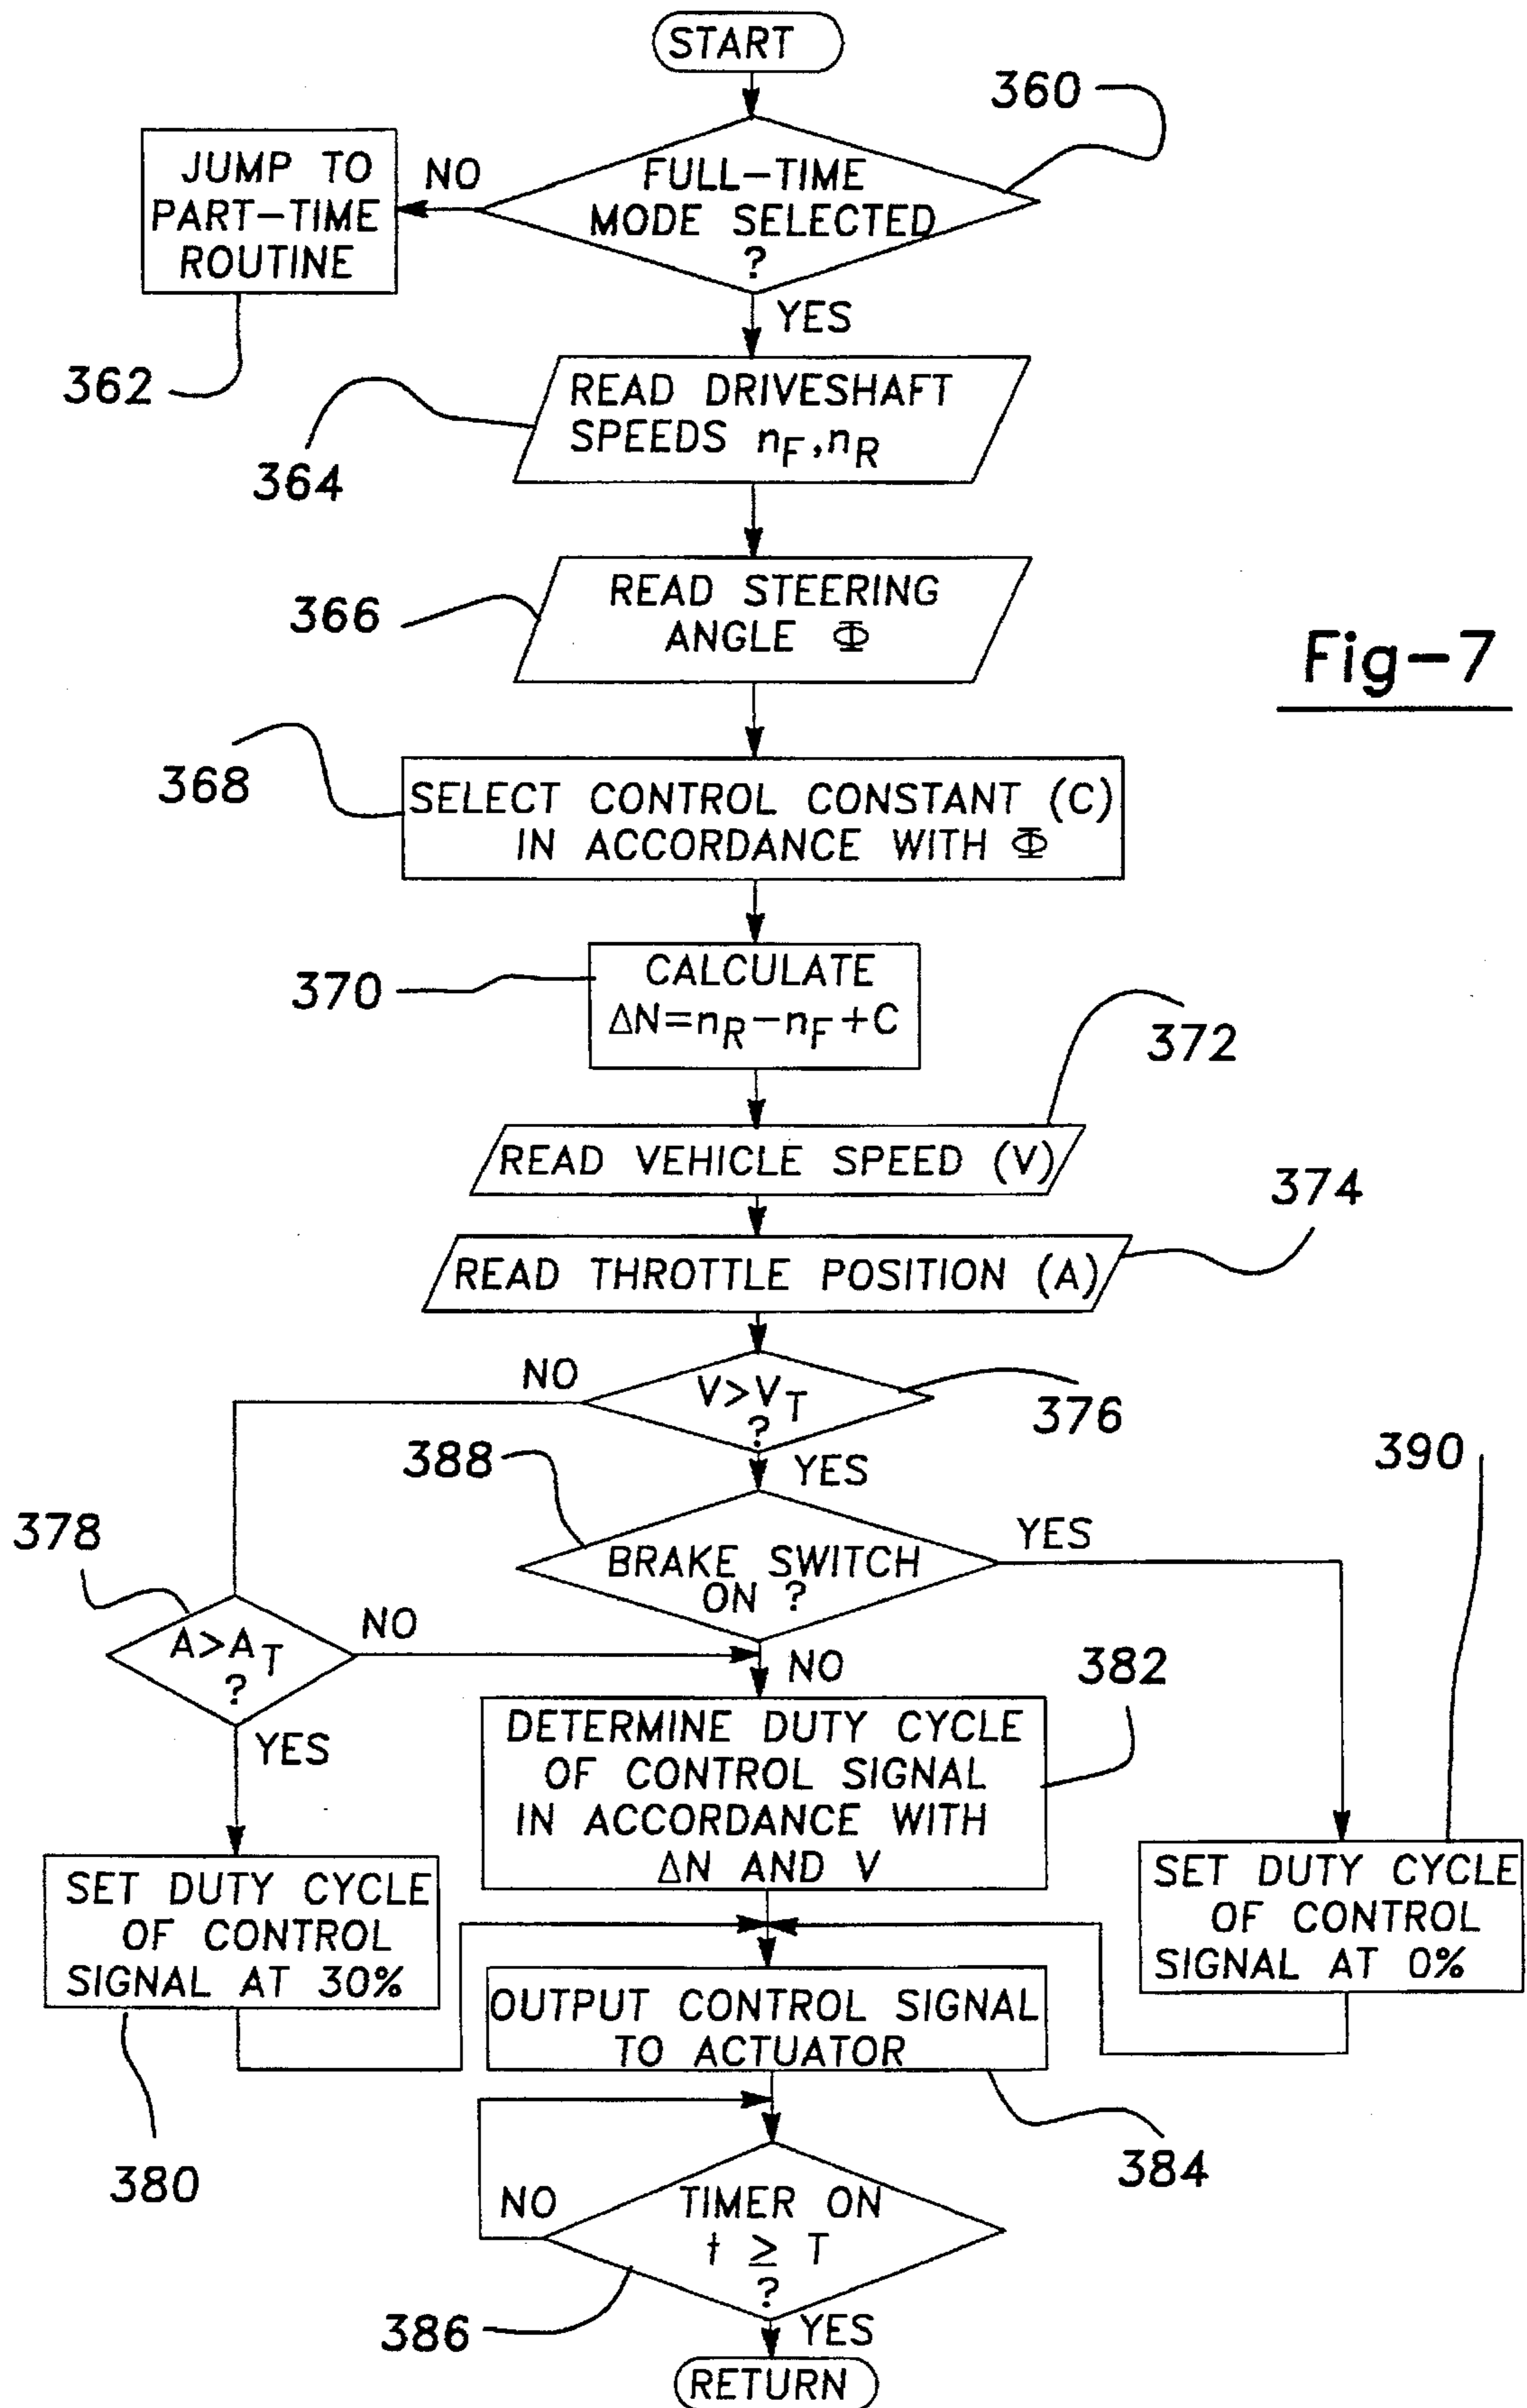 START
360
FULL-TIME
MODE SELECTED
?
NO
JUMP TO
PART-TIME
ROUTINE
362
YES
READ DRIVESHAFT
SPEEDS nF,nR
364
READ STEERING
ANGLE Φ
366
Fig-7
368
SELECT CONTROL CONSTANT (C)
IN ACCORDANCE WITH Φ
370
CALCULATE
ΔN=nR-nF+C
372
READ VEHICLE SPEED (V)
374
READ THROTTLE POSITION (A)
NO
V>VT
?
376
388
YES
390
378
BRAKE SWITCH
ON ?
YES
A>AT
?
NO
NO
382
YES
DETERMINE DUTY CYCLE
OF CONTROL SIGNAL
IN ACCORDANCE WITH
ΔN AND V
SET DUTY CYCLE
OF CONTROL
SIGNAL AT 30%
SET DUTY CYCLE
OF CONTROL
SIGNAL AT 0%
OUTPUT CONTROL SIGNAL
TO ACTUATOR
380
384
NO
TIMER ON
t ≥ T
?
386
YES
RETURN